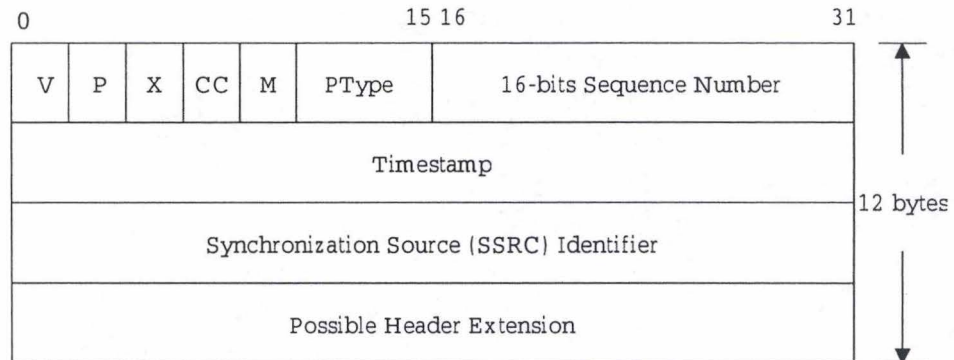 0 15 16 31
V P X CC M PType 16-bits Sequence Number
Timestamp
12 bytes
Synchronization Source (SSRC) Identifier
Possible Header Extension